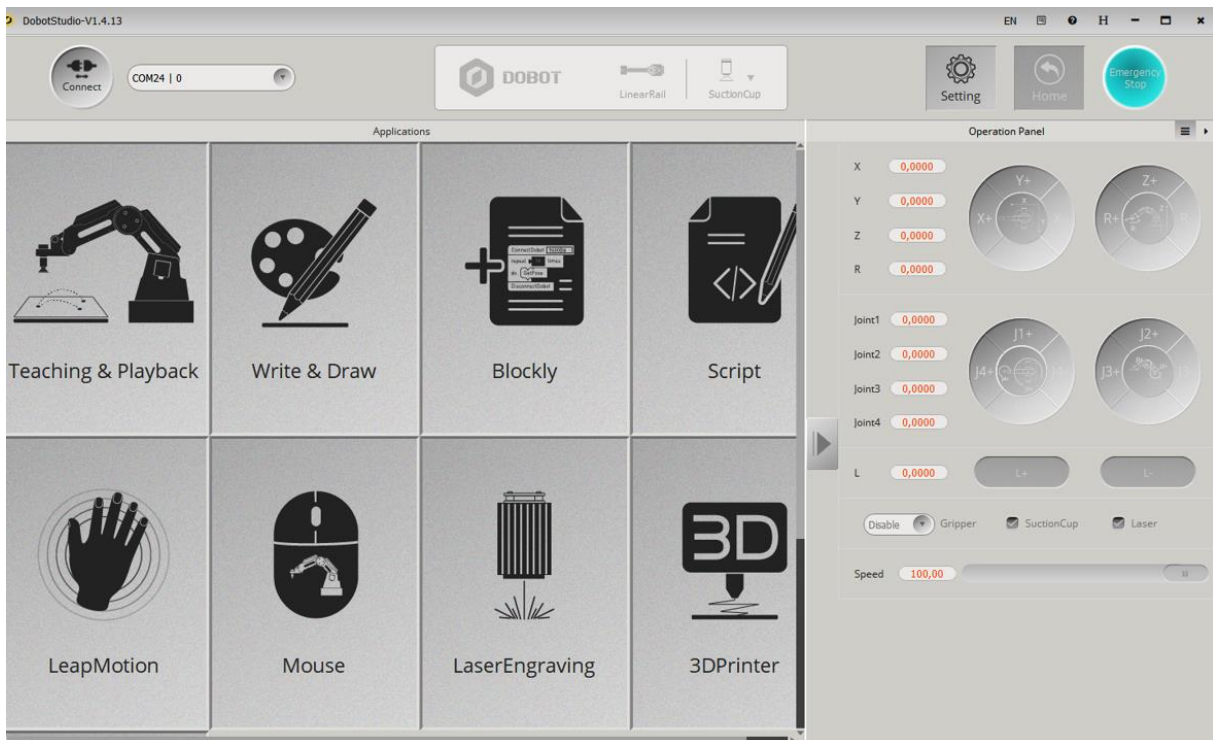 DobotStudio-V1.4.13
EN H
Connect
COM24 | 0
DOBOT
LinearRail
SuctionCup
Setting
Home
Emergency
Stop
Applications
Operation Panel
Teaching & Playback
Write & Draw
Blockly
Script
LeapMotion
Mouse
LaserEngraving
3D
3DPrinter
X 0,0000
Y 0,0000
Z 0,0000
R 0,0000
Y+
X+
Z+
R+
Joint1 0,0000
Joint2 0,0000
Joint3 0,0000
Joint4 0,0000
J1+
J4+
J2+
J3+
L 0,0000
L+
L-
Disable Gripper SuctionCup Laser
Speed 100,00